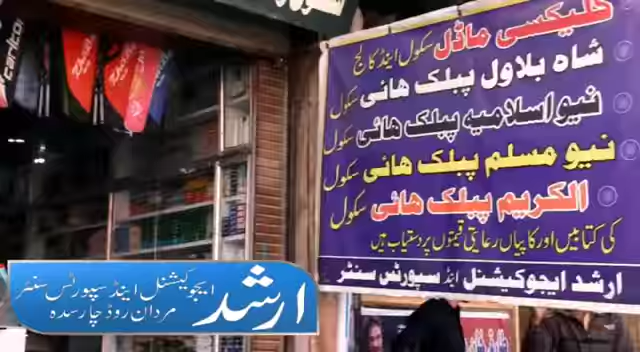 گلیکسی ماڈل سکول اینڈ کالج
شاہ بلاول پبلک ہائی سکول
نیو اسلامیہ پبلک ہائی سکول
نیو مسلم پبلک ہائی سکول
الکریم پبلک ہائی سکول
کی کتابیں اور کاپیاں رعایتی قیمتوں پر دستیاب ہیں
ارشد ایجوکیشنل اینڈ سپورٹس سنٹر
ارشد
ایجوکیشنل اینڈ سپورٹس سنٹر
مردان روڈ چارسدہ
carlton